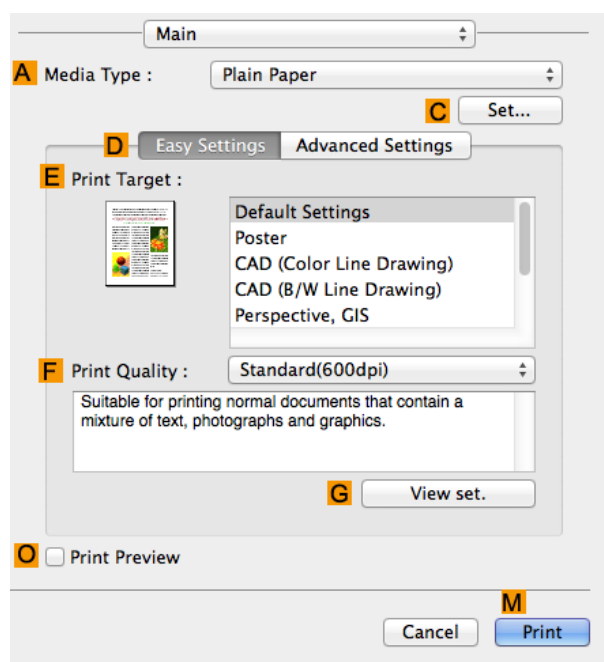 Main
A Media Type : Plain Paper
C Set...
D Easy Settings Advanced Settings
E Print Target :
Default Settings
Poster
CAD (Color Line Drawing)
CAD (B/W Line Drawing)
Perspective, GIS
F Print Quality : Standard(600dpi)
Suitable for printing normal documents that contain a
mixture of text, photographs and graphics.
G View set.
O Print Preview
M
Cancel Print